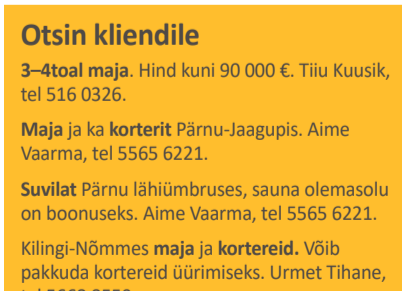 Otsin kliendile
3–4toal maja. Hind kuni 90 000 €. Tiiu Kuusik,
tel 516 0326.
Maja ja ka korterit Pärnu-Jaagupis. Aime
Vaarma, tel 5565 6221.
Suvilat Pärnu lähiümbruses, sauna olemasolu
on boonuseks. Aime Vaarma, tel 5565 6221.
Kilingi-Nõmmes maja ja kortereid. Võib
pakkuda kortereid üürimiseks. Urmet Tihane,